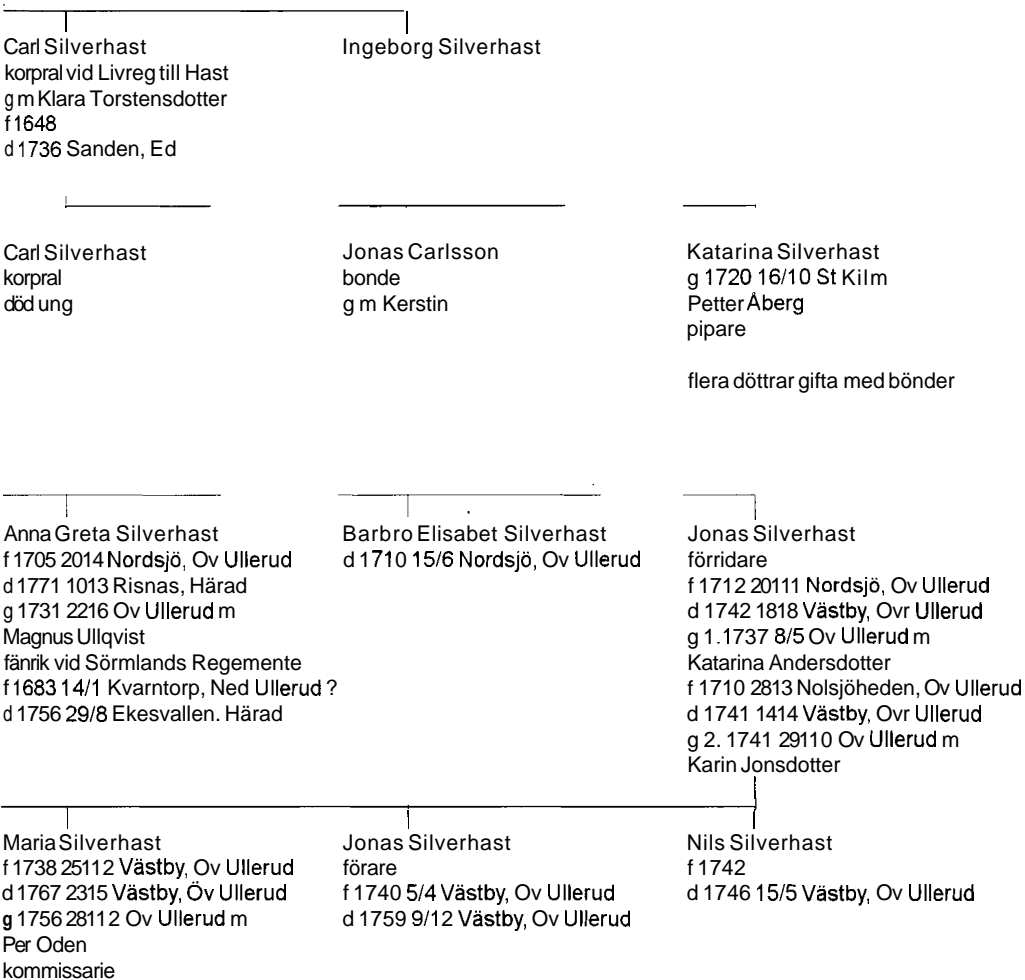 Carl Silverhast
korpral vid Livreg till Hast
g m Klara Torstensdotter
f 1648
d 1736 Sanden, Ed
Ingeborg Silverhast
Carl Silverhast
korpral
död ung
Jonas Carlsson
bonde
g m Kerstin
Katarina Silverhast
g 1720 16/10 St Kilm
Petter Åberg
pipare
flera döttrar gifta med bönder
Anna Greta Silverhast
f 1705 2014 Nordsjö, Ov Ullerud
d 1771 1013 Risnas, Härad
g 1731 2216 Ov Ullerud m
Magnus Ullqvist
fänrik vid Sörmlands Regemente
f 1683 14/1 Kvarntorp, Ned Ullerud ?
d 1756 29/8 Ekesvallen. Härad
Barbro Elisabet Silverhast
d 1710 15/6 Nordsjö, Ov Ullerud
Jonas Silverhast
förridare
f 1712 20111 Nordsjö, Ov Ullerud
d 1742 1818 Västby, Ovr Ullerud
g 1.1737 8/5 Ov Ullerud m
Katarina Andersdotter
f 1710 2813 Nolsjöheden, Ov Ullerud
d 1741 1414 Västby, Ovr Ullerud
g 2. 1741 29110 Ov Ullerud m
Karin Jonsdotter
Maria Silverhast
f 1738 25112 Västby, Ov Ullerud
d 1767 2315 Västby, Öv Ullerud
g 1756 28112 Ov Ullerud m
Per Oden
kommissarie
Jonas Silverhast
förare
f 1740 5/4 Västby, Ov Ullerud
d 1759 9/12 Västby, Ov Ullerud
Nils Silverhast
f 1742
d 1746 15/5 Västby, Ov Ullerud